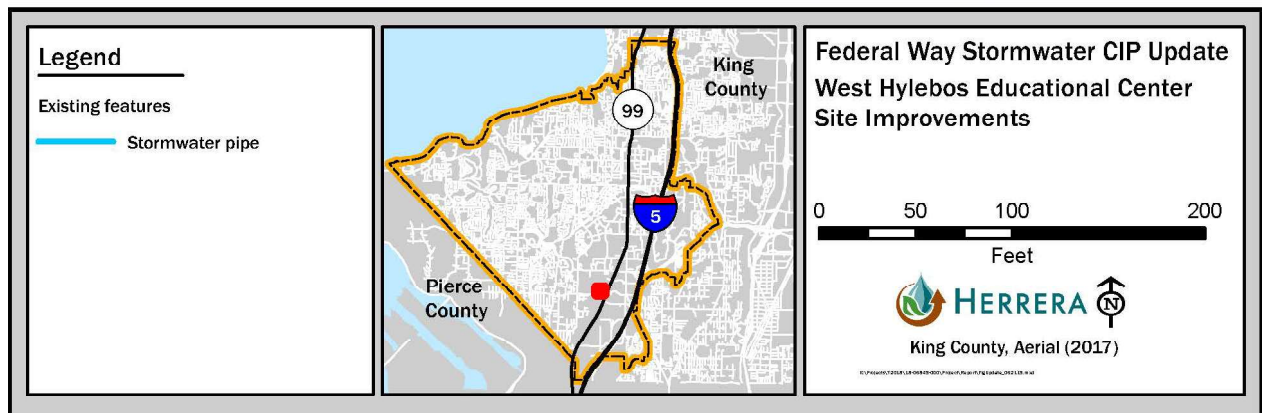 Legend
Existing features
Stormwater pipe
King
County
99
5
Pierce
County
Federal Way Stormwater CIP Update
West Hylebos Educational Center
Site Improvements
0 50 100 200
Feet
HERRERA N
King County, Aerial (2017)